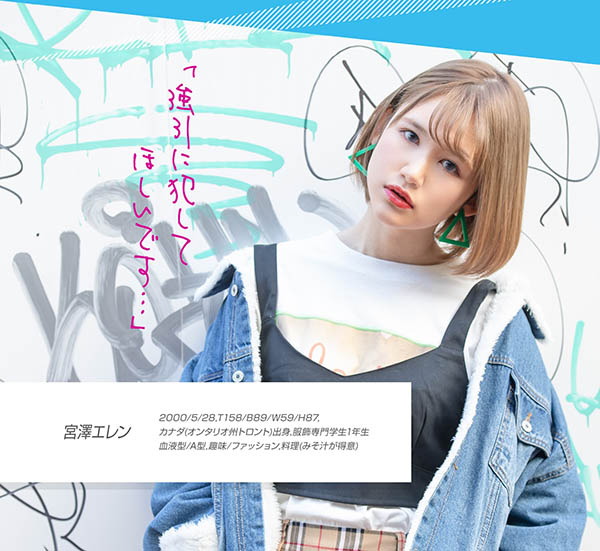 「強引に犯して
ほしいです…」
宮澤エレン
2000/5/28,T158/B89/W59/H87,
カナダ(オンタリオ州トロント)出身,服飾専門学生1年生
血液型/A型,趣味/ファッション,料理(みそ汁が得意)